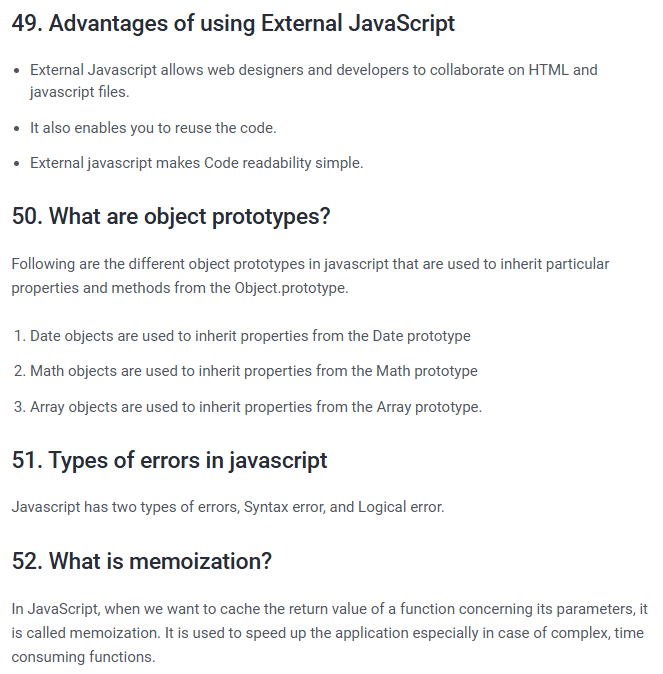 49. Advantages of using External JavaScript
• External Javascript allows web designers and developers to collaborate on HTML and
javascript files.
• It also enables you to reuse the code.
• External javascript makes Code readability simple.
50. What are object prototypes?
Following are the different object prototypes in javascript that are used to inherit particular
properties and methods from the Object.prototype.
1. Date objects are used to inherit properties from the Date prototype
2. Math objects are used to inherit properties from the Math prototype
3. Array objects are used to inherit properties from the Array prototype.
51. Types of errors in javascript
Javascript has two types of errors, Syntax error, and Logical error.
52. What is memoization?
In JavaScript, when we want to cache the return value of a function concerning its parameters, it
is called memoization. It is used to speed up the application especially in case of complex, time
consuming functions.